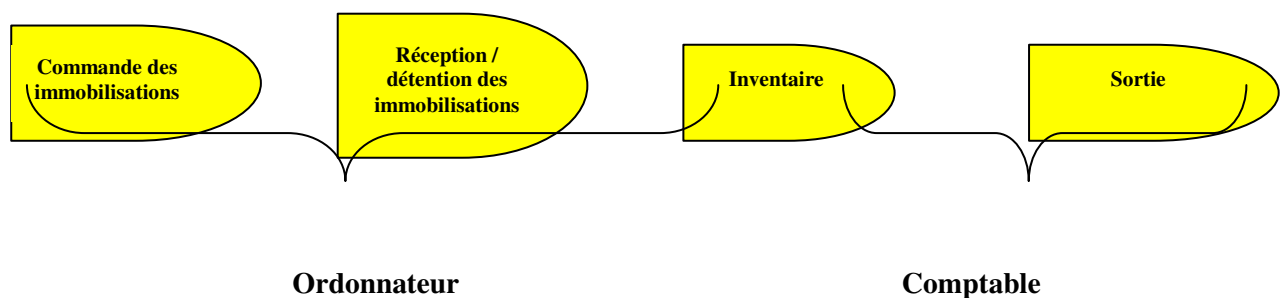 Commande des
immobilisations
Réception /
détention des
immobilisations
Inventaire
Sortie
Ordonnateur
Comptable